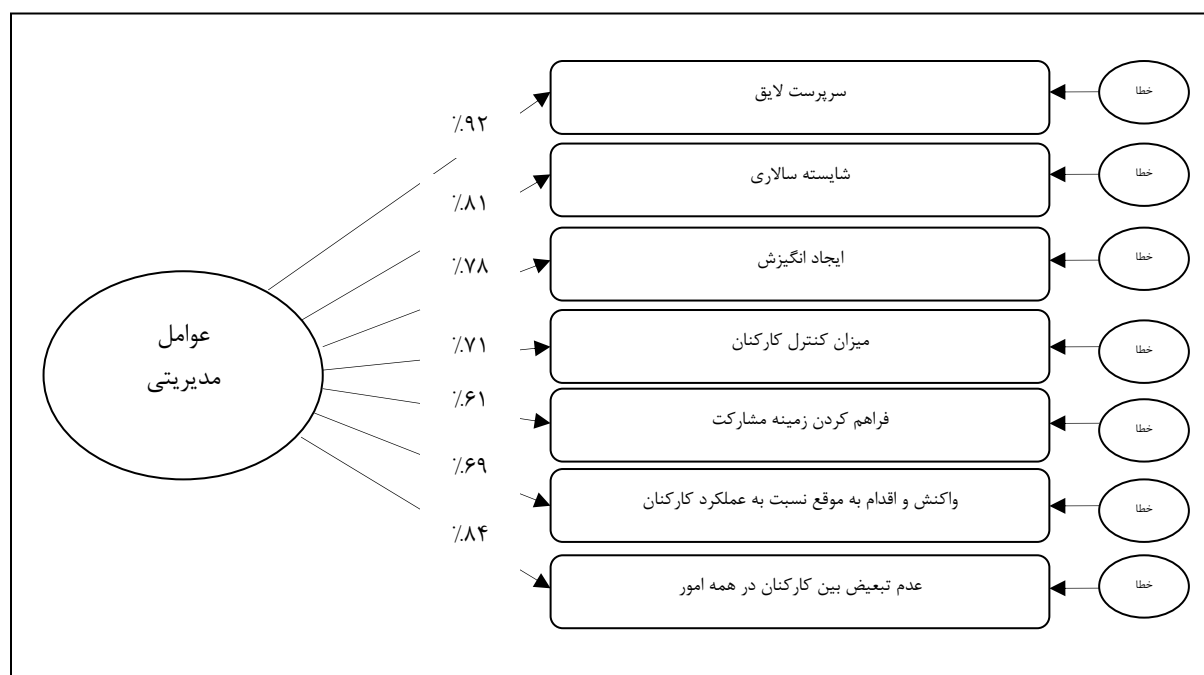 سرپرست لایق
خطا
٪.۹۲
شایسته سالاری
خطا
٪.۸۱
ایجاد انگیزش
خطا
٪.۷۸
عوامل
مدیریتی
میزان کنترل کارکنان
خطا
٪.۷۱
فراهم کردن زمینه مشارکت
خطا
٪.۶۱
واکنش و اقدام به موقع نسبت به عملکرد کارکنان
خطا
٪.۶۹
عدم تبعیض بین کارکنان در همه امور
خطا
٪.۸۴